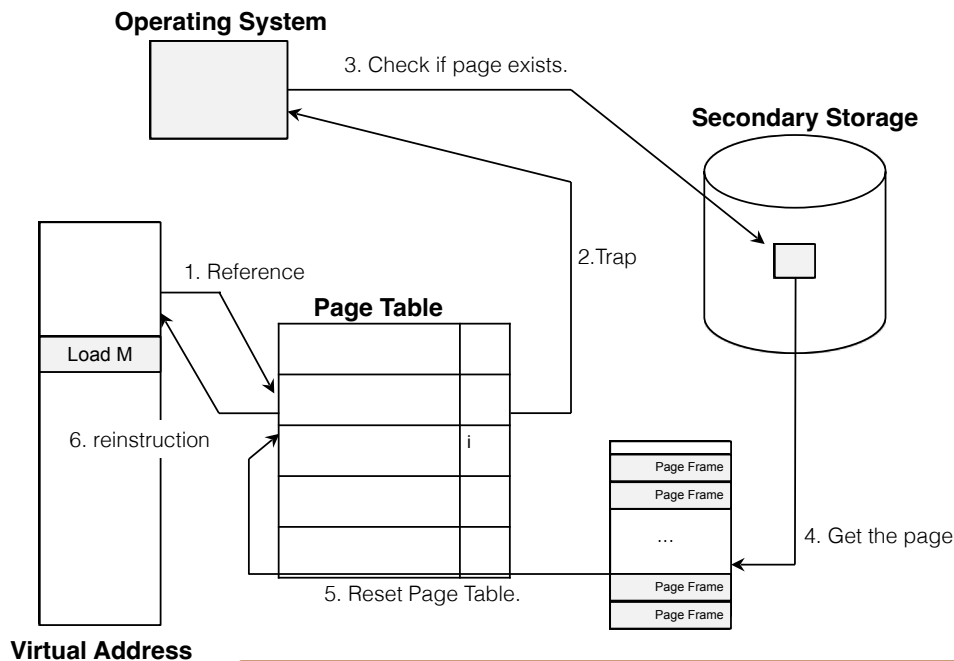 Operating System
3. Check if page exists.
Secondary Storage
2.Trap
1. Reference
Page Table
Load M
6. reinstruction
i
Page Frame
Page Frame
...
4. Get the page
Page Frame
5. Reset Page Table.
Page Frame
Virtual Address